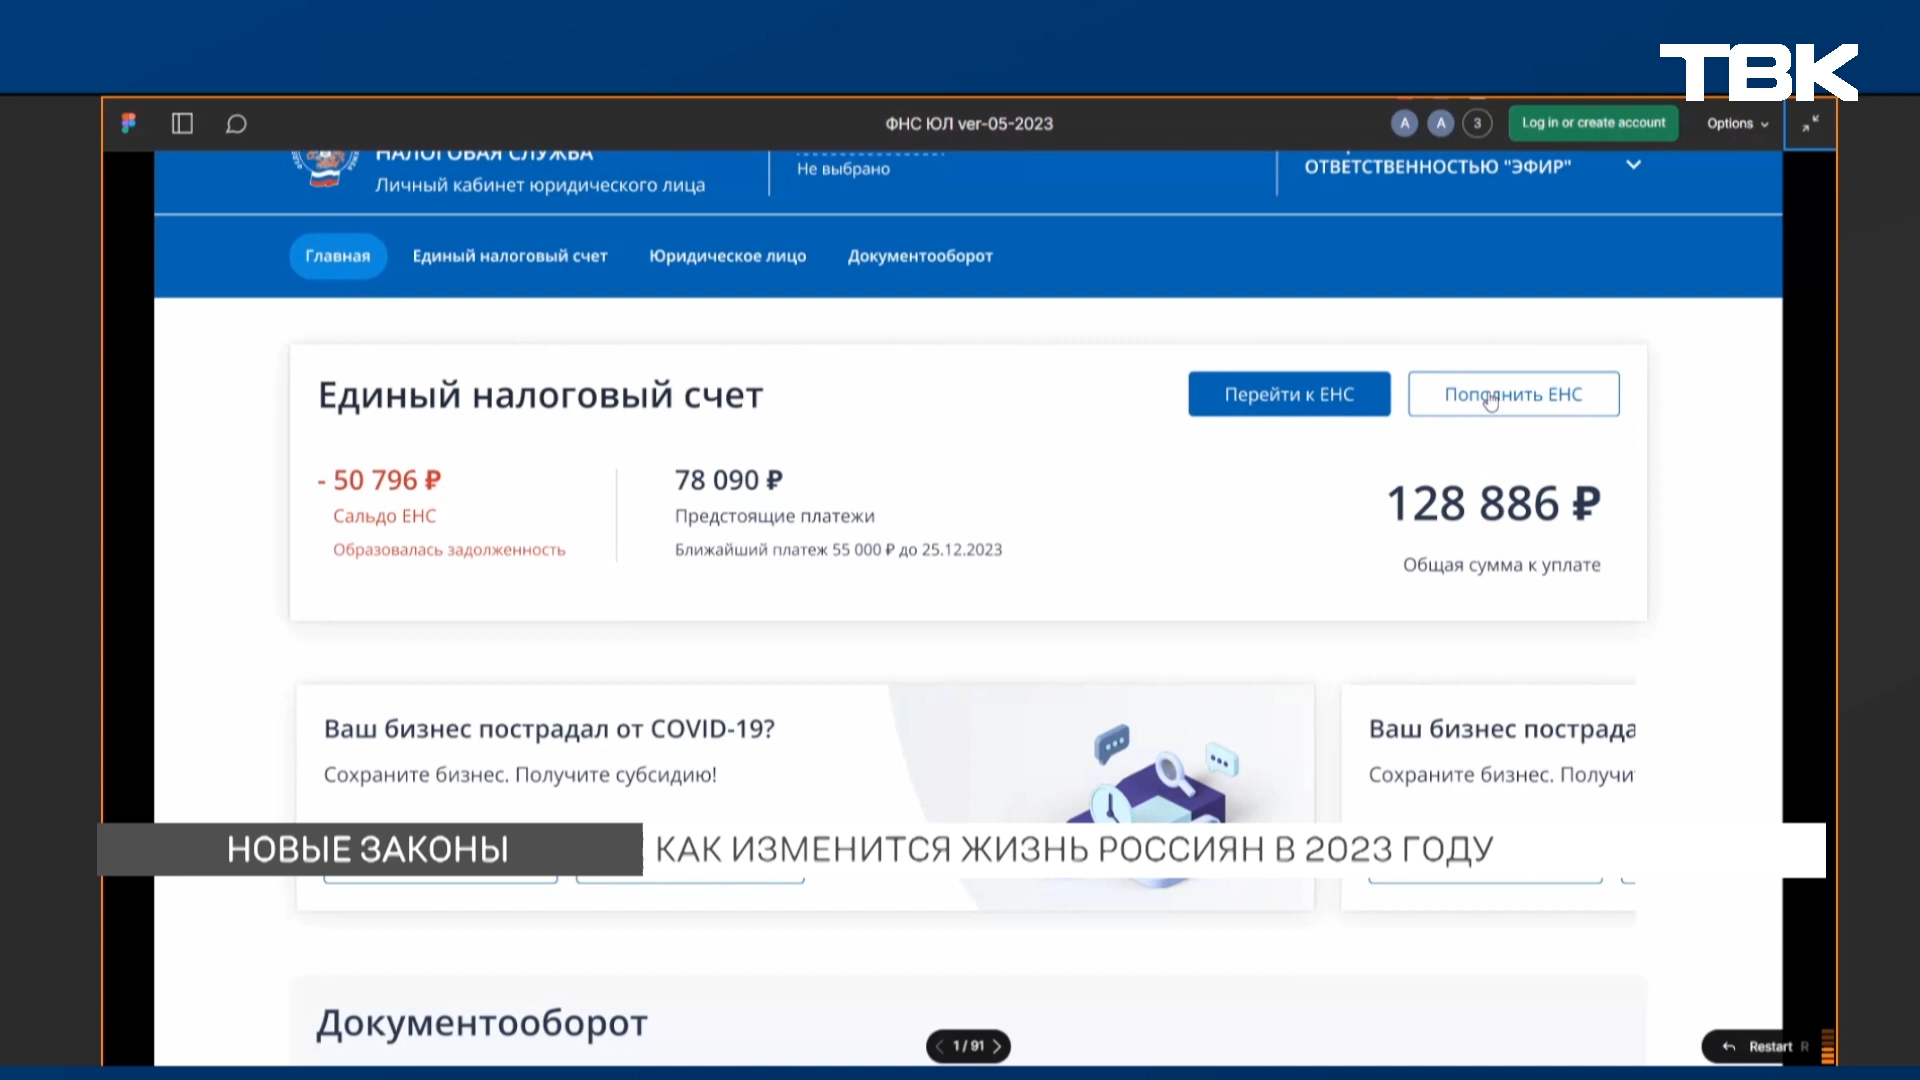 ТВК
ФНС ЮЛ ver-05-2023
A
A
3
Log in or create account
Options
НАЛОГОВАЯ СЛУЖБА
Личный кабинет юридического лица
Не выбрано
ОТВЕТСТВЕННОСТЬЮ "ЭФИР"
Главная
Единый налоговый счет
Юридическое лицо
Документооборот
Единый налоговый счет
Перейти к ЕНС
Пополнить ЕНС
- 50 796 ₽
Сальдо ЕНС
Образовалась задолженность
78 090 ₽
Предстоящие платежи
Ближайший платеж 55 000 ₽ до 25.12.2023
128 886 ₽
Общая сумма к уплате
Ваш бизнес пострадал от COVID-19?
Сохраните бизнес. Получите субсидию!
Ваш бизнес пострада
Сохраните бизнес. Получи
НОВЫЕ ЗАКОНЫ
КАК ИЗМЕНИТСЯ ЖИЗНЬ РОССИЯН В 2023 ГОДУ
Документооборот
1 / 91
Restart R